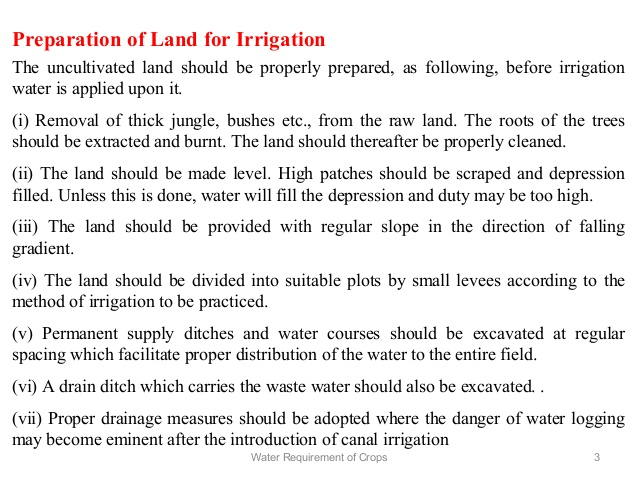 Preparation of Land for Irrigation
The uncultivated land should be properly prepared, as following, before irrigation
water is applied upon it.
(i) Removal of thick jungle, bushes etc., from the raw land. The roots of the trees
should be extracted and burnt. The land should thereafter be properly cleaned.
(ii) The land should be made level. High patches should be scraped and depression
filled. Unless this is done, water will fill the depression and duty may be too high.
(iii) The land should be provided with regular slope in the direction of falling
gradient.
(iv) The land should be divided into suitable plots by small levees according to the
method of irrigation to be practiced.
(v) Permanent supply ditches and water courses should be excavated at regular
spacing which facilitate proper distribution of the water to the entire field.
(vi) A drain ditch which carries the waste water should also be excavated. .
(vii) Proper drainage measures should be adopted where the danger of water logging
may become eminent after the introduction of canal irrigation
Water Requirement of Crops 3